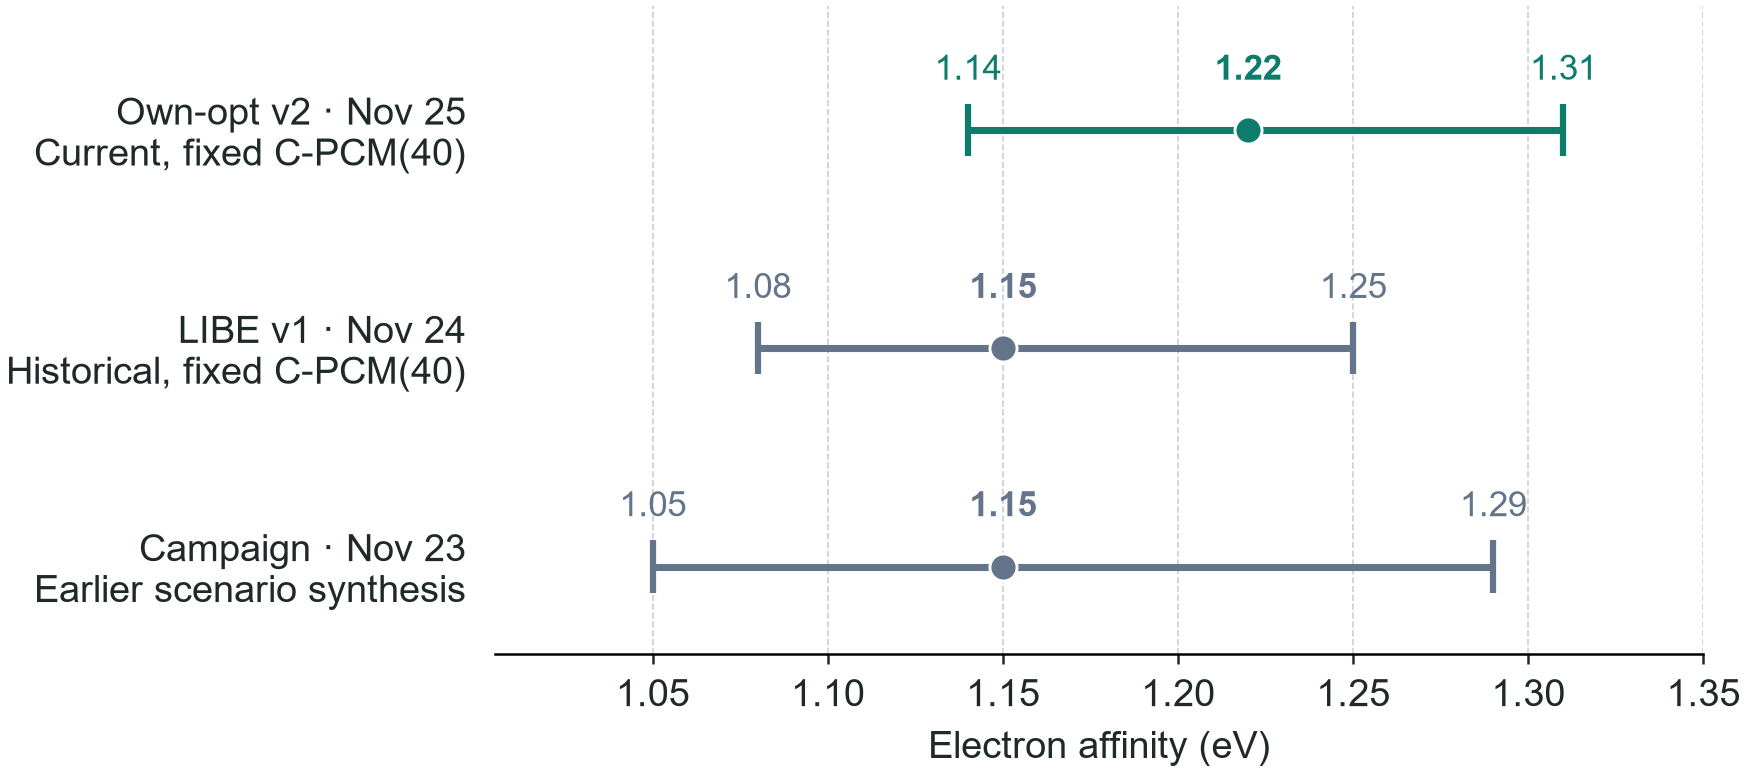 1.14 1.22 1.31
Own-opt v2 · Nov 25
Current, fixed C-PCM(40)
1.08 1.15 1.25
LIBE v1 · Nov 24
Historical, fixed C-PCM(40)
1.05 1.15 1.29
Campaign · Nov 23
Earlier scenario synthesis
1.05 1.10 1.15 1.20 1.25 1.30 1.35
Electron affinity (eV)